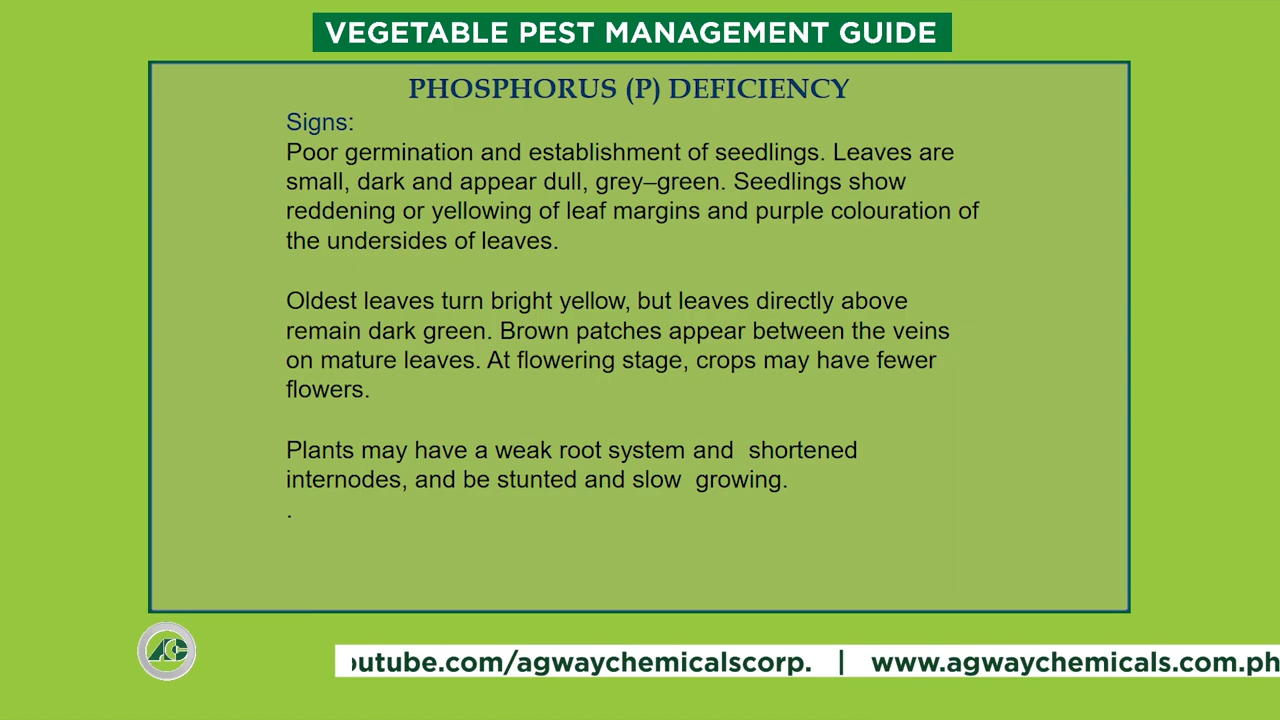 VEGETABLE PEST MANAGEMENT GUIDE
PHOSPHORUS (P) DEFICIENCY
Signs:
Poor germination and establishment of seedlings. Leaves are
small, dark and appear dull, grey–green. Seedlings show
reddening or yellowing of leaf margins and purple colouration of
the undersides of leaves.
Oldest leaves turn bright yellow, but leaves directly above
remain dark green. Brown patches appear between the veins
on mature leaves. At flowering stage, crops may have fewer
flowers.
Plants may have a weak root system and  shortened
internodes, and be stunted and slow  growing.
.
AC
outube.com/agwaychemicalscorp. | www.agwaychemicals.com.ph